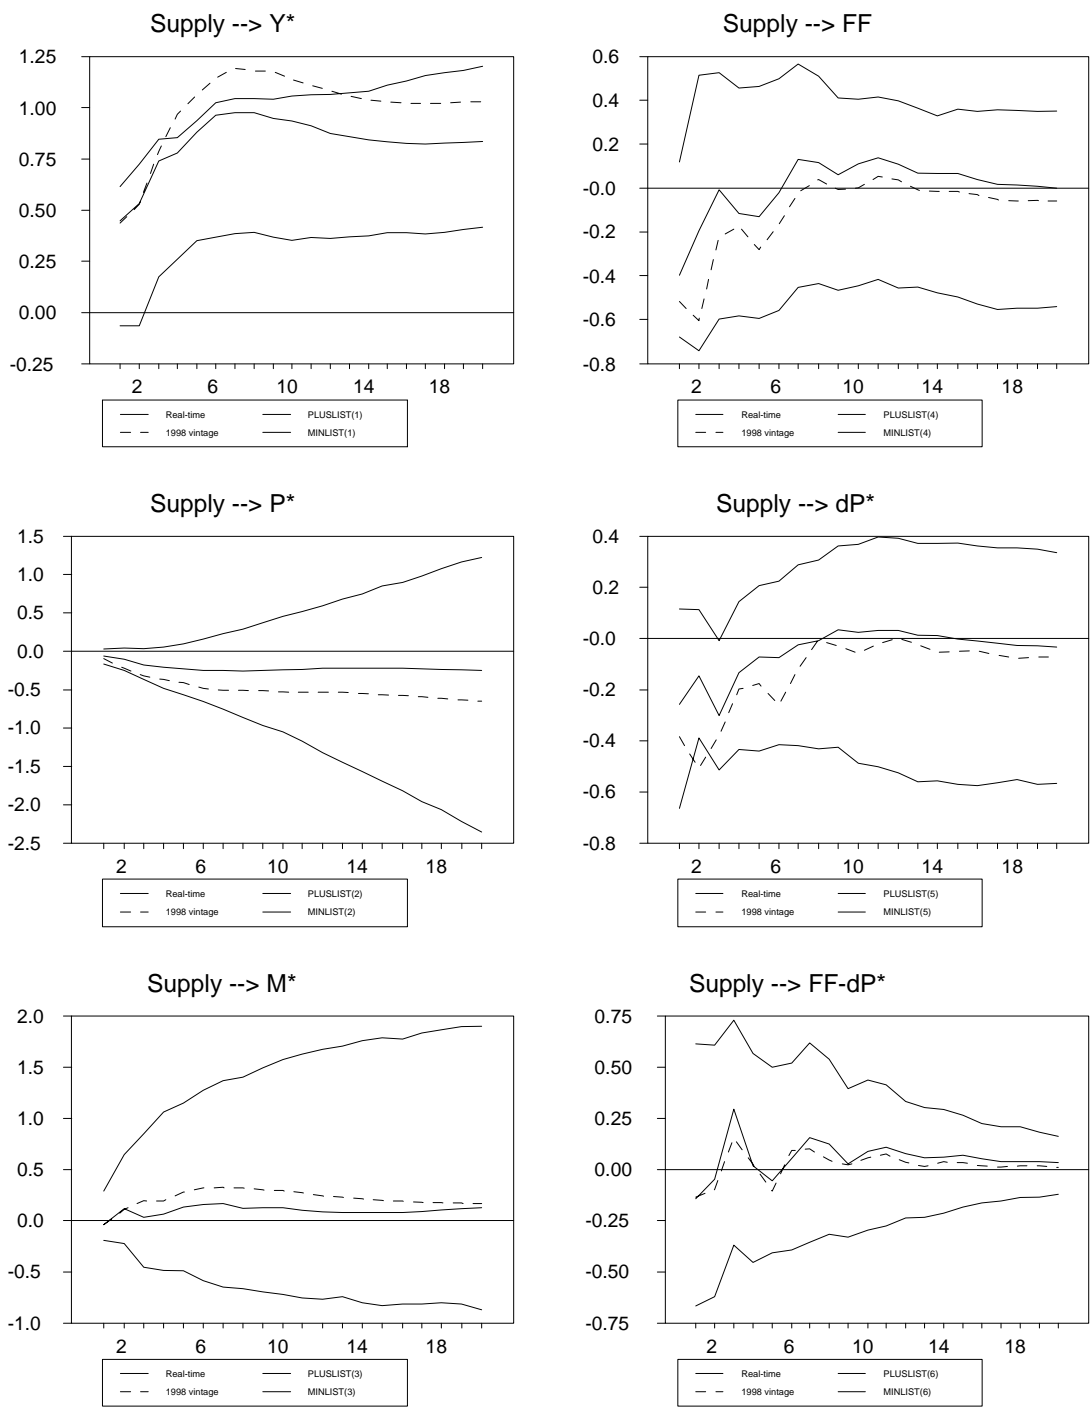 Supply --> Y*
1.25
1.00
0.75
0.50
0.25
0.00
-0.25
2 6 10 14 18
Real-time PLUSLIST(1)
1998 vintage MINLIST(1)
Supply --> FF
0.6
0.4
0.2
-0.0
-0.2
-0.4
-0.6
-0.8
2 6 10 14 18
Real-time PLUSLIST(4)
1998 vintage MINLIST(4)
Supply --> P*
1.5
1.0
0.5
0.0
-0.5
-1.0
-1.5
-2.0
-2.5
2 6 10 14 18
Real-time PLUSLIST(2)
1998 vintage MINLIST(2)
Supply --> dP*
0.4
0.2
-0.0
-0.2
-0.4
-0.6
-0.8
2 6 10 14 18
Real-time PLUSLIST(5)
1998 vintage MINLIST(5)
Supply --> M*
2.0
1.5
1.0
0.5
0.0
-0.5
-1.0
2 6 10 14 18
Real-time PLUSLIST(3)
1998 vintage MINLIST(3)
Supply --> FF-dP*
0.75
0.50
0.25
0.00
-0.25
-0.50
-0.75
2 6 10 14 18
Real-time PLUSLIST(6)
1998 vintage MINLIST(6)